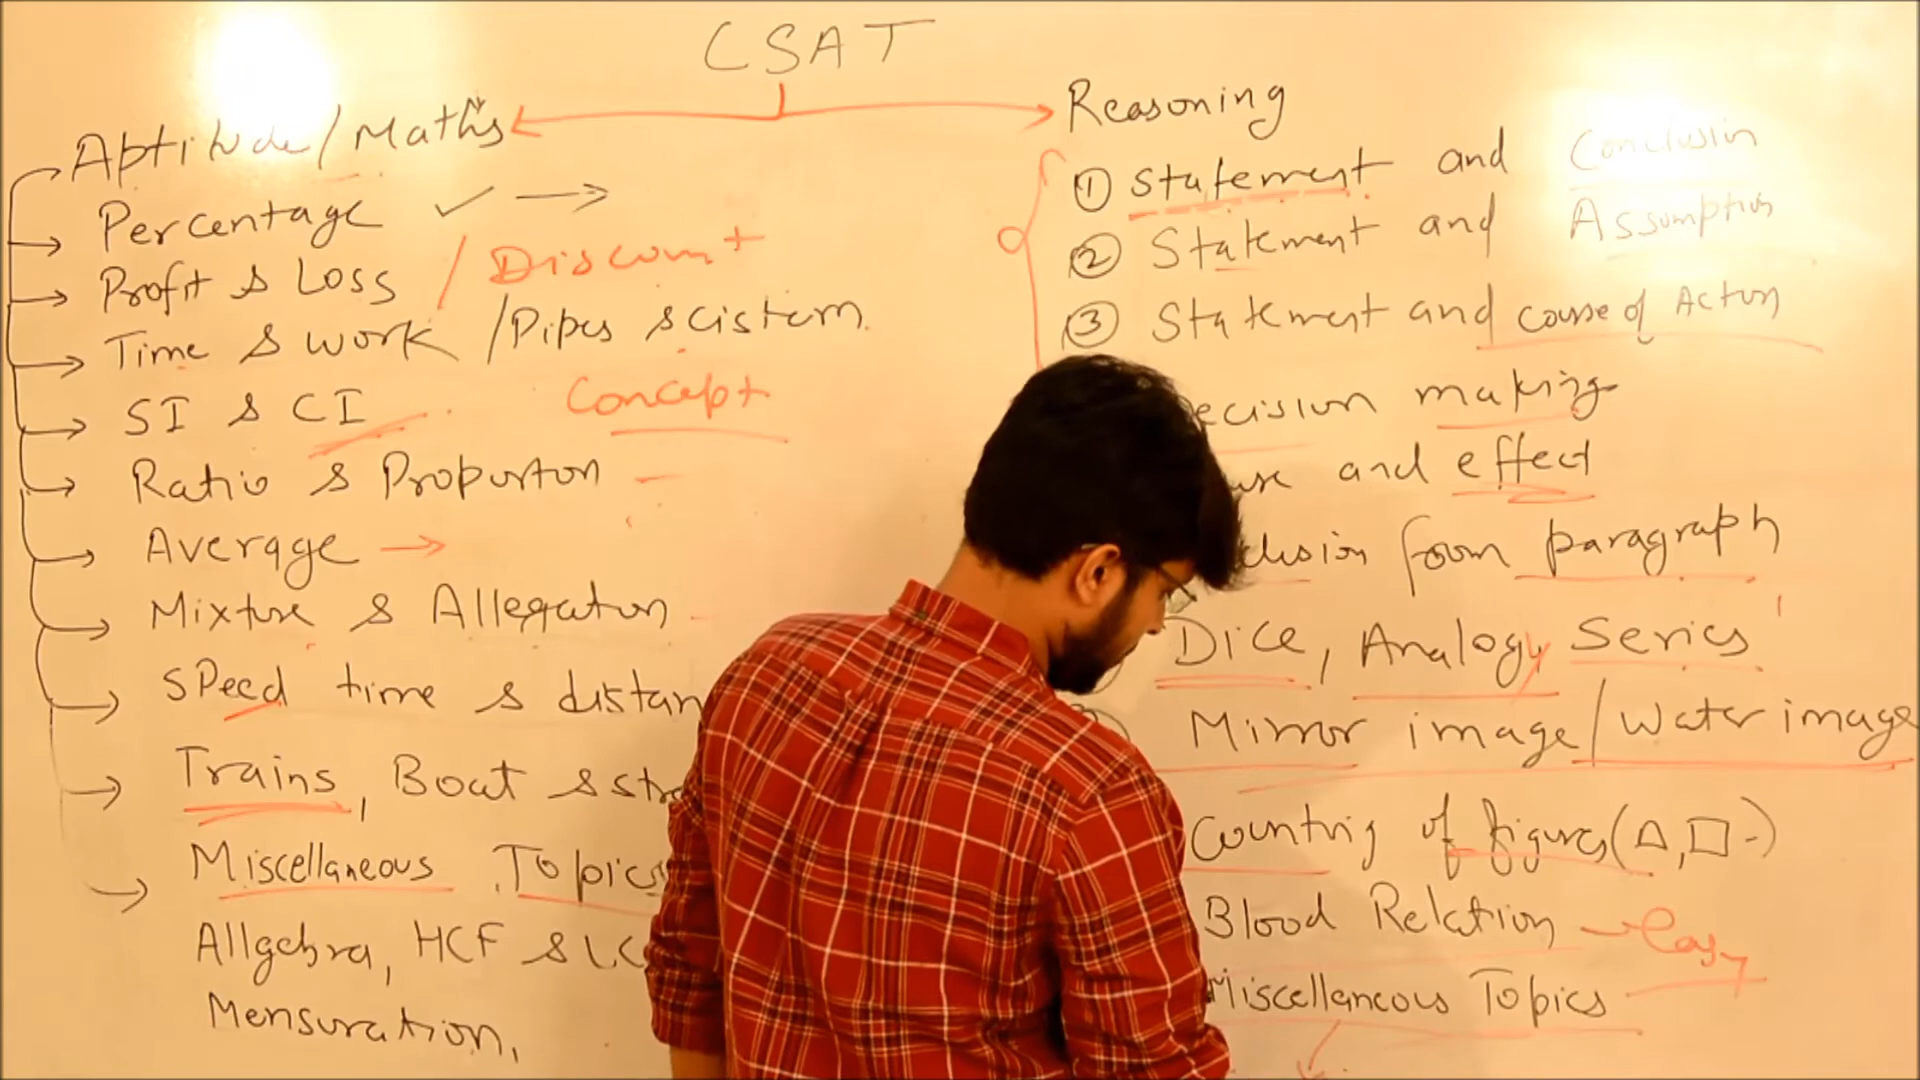 CSAT
Aptitude/Maths
Percentage
Profit & Loss / Discount
Time & work /Pipes & cistern.
SI & CI
Concept
Ratio & Proportion
Average
Mixture & Allegation
Speed time & distan
Trains, Boat & str
Miscellaneous Topics
Allgebra, HCF & LC
Mensuration,
Reasoning
① Statement and Conclusion
② Statement and Assumption
③ Statement and course of Action
ecision making
use and effect
clusion from paragraph
Dice, Analogy, Series
Mirror image/Water image
Counting of figures(△,□-)
Blood Relation - Easy
Miscellaneous Topics